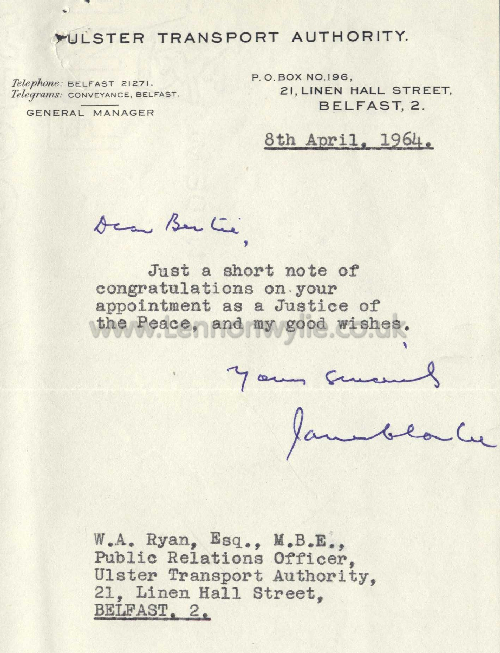 ULSTER TRANSPORT AUTHORITY.
Telephone: BELFAST 21271.
Telegrams: CONVEYANCE, BELFAST.
GENERAL MANAGER
P.O. BOX NO. 196,
21, LINEN HALL STREET,
BELFAST, 2.
8th April, 1964.
Dear Bertie,
Just a short note of
congratulations on your
appointment as a Justice of
the Peace, and my good wishes.
www.Lennonwylie.co.uk
Yours sincerely
W.A. Ryan, Esq., M.B.E.,
Public Relations Officer,
Ulster Transport Authority,
21, Linen Hall Street,
BELFAST. 2.